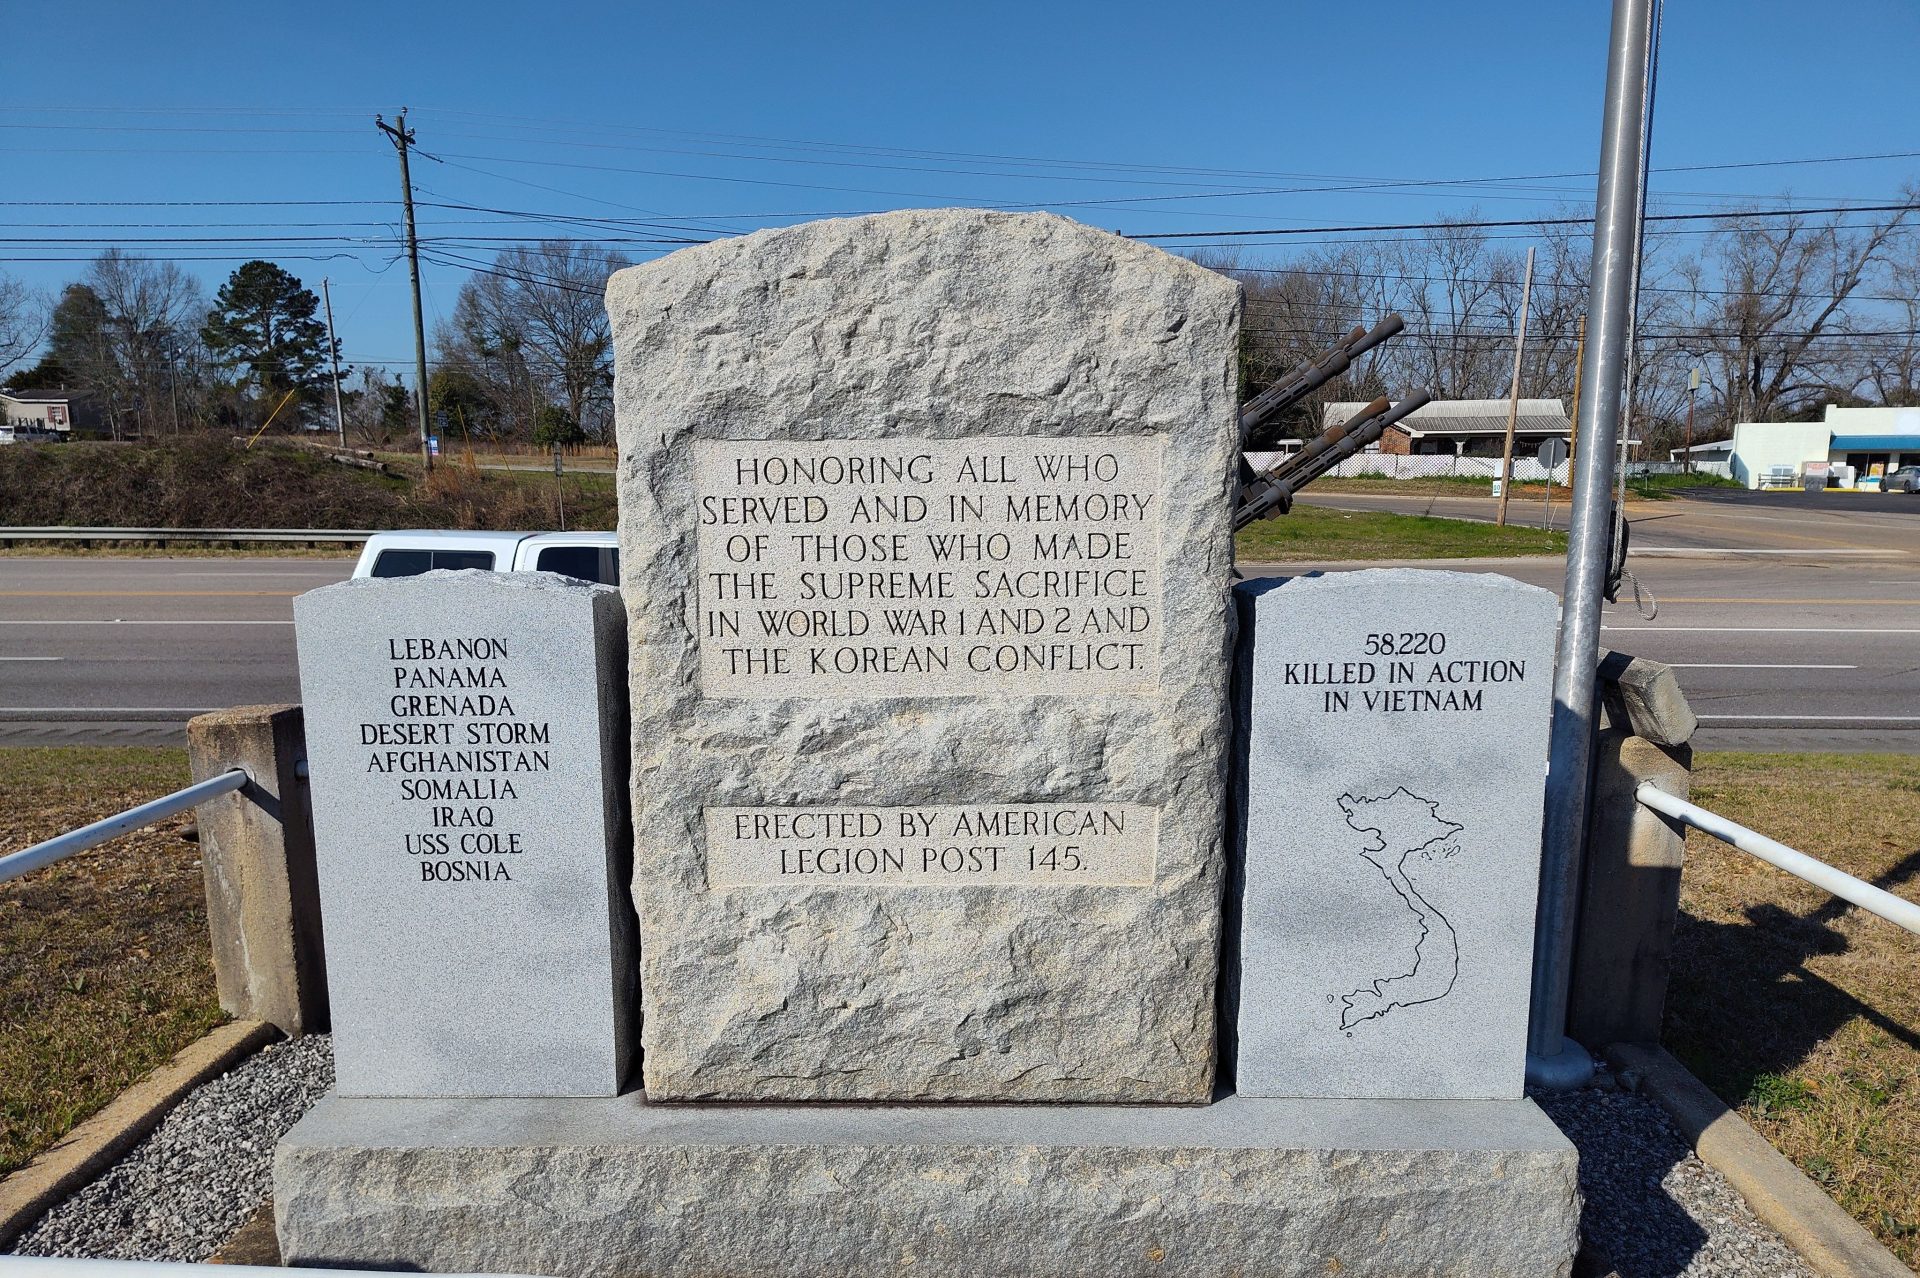 LEBANON
PANAMA
GRENADA
DESERT STORM
AFGHANISTAN
SOMALIA
IRAQ
USS COLE
BOSNIA
HONORING ALL WHO
SERVED AND IN MEMORY
OF THOSE WHO MADE
THE SUPREME SACRIFICE
IN WORLD WAR 1 AND 2 AND
THE KOREAN CONFLICT.
ERECTED BY AMERICAN
LEGION POST 145.
58,220
KILLED IN ACTION
IN VIETNAM